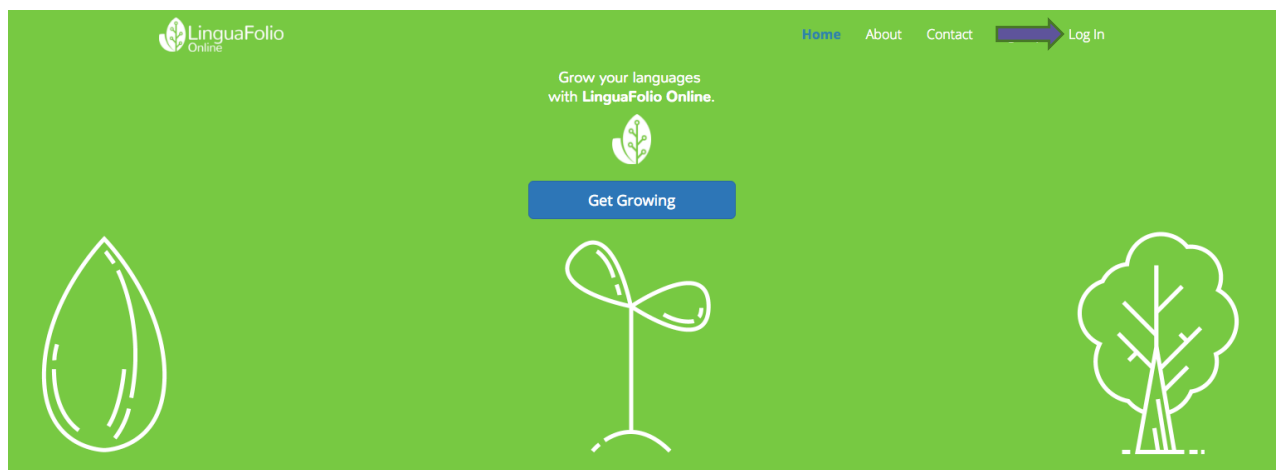 LinguaFolio
Online
Home About Contact Log In
Grow your languages
with LinguaFolio Online.
Get Growing